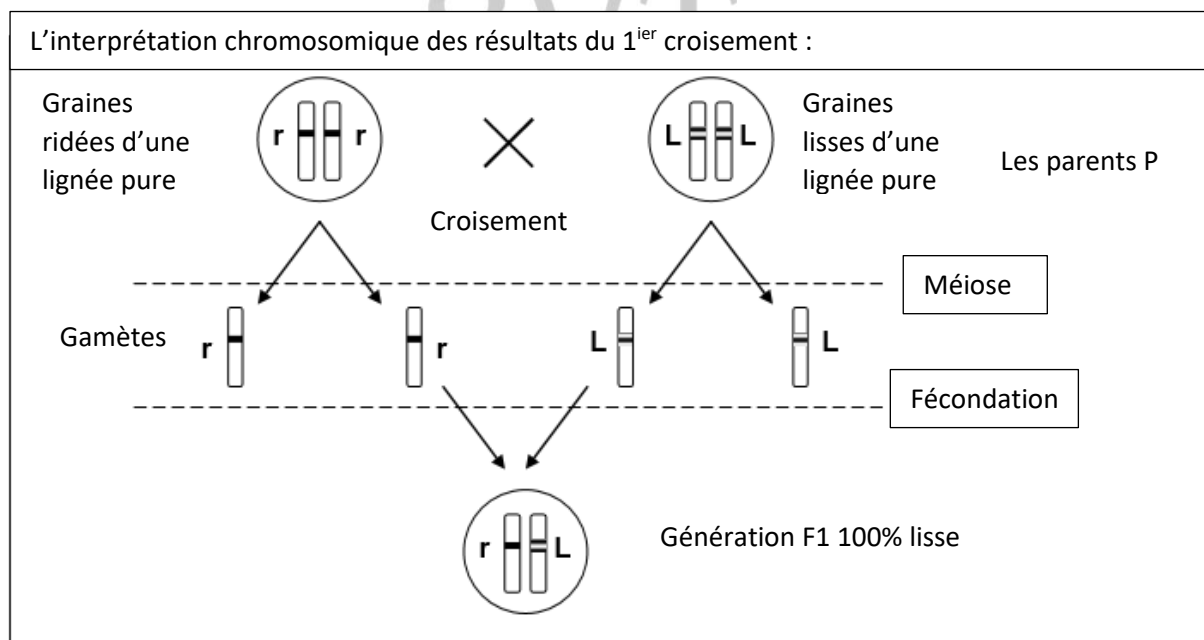 L'interprétation chromosomique des résultats du 1ier croisement :
Graines
ridées d'une
lignée pure
r r
L L
Graines
lisses d'une
lignée pure
Les parents P
Croisement
Méiose
Gamètes
r r L L
Fécondation
r L
Génération F1 100% lisse